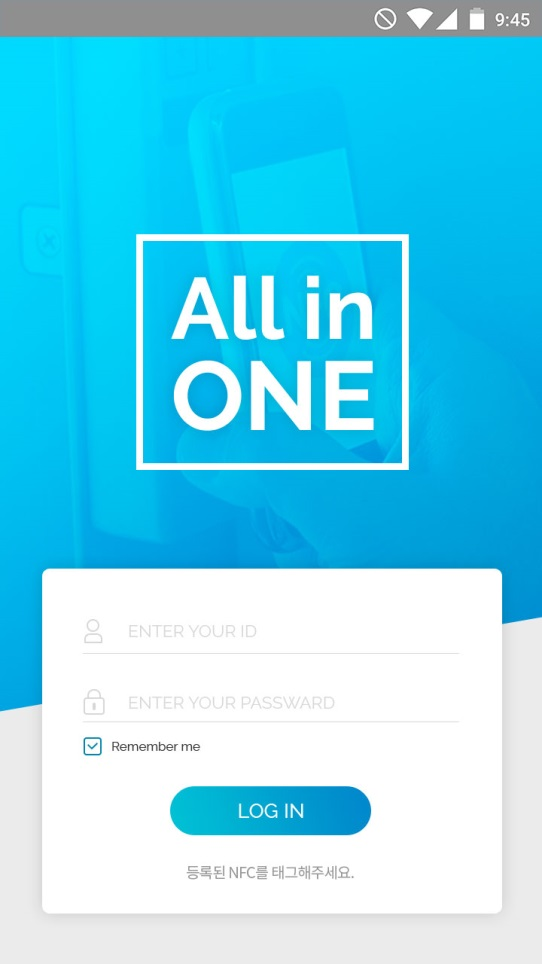 9:45
All in
ONE
ENTER YOUR ID
ENTER YOUR PASSWARD
Remember me
LOG IN
등록된 NFC를 태그해주세요.